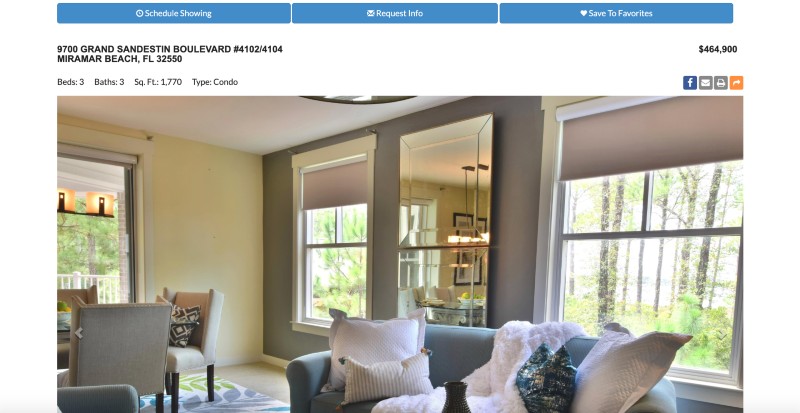 Schedule Showing
Request Info
Save To Favorites
9700 GRAND SANDESTIN BOULEVARD #4102/4104
$464,900
MIRAMAR BEACH, FL 32550
Beds: 3 Baths: 3 Sq. Ft.: 1,770 Type: Condo